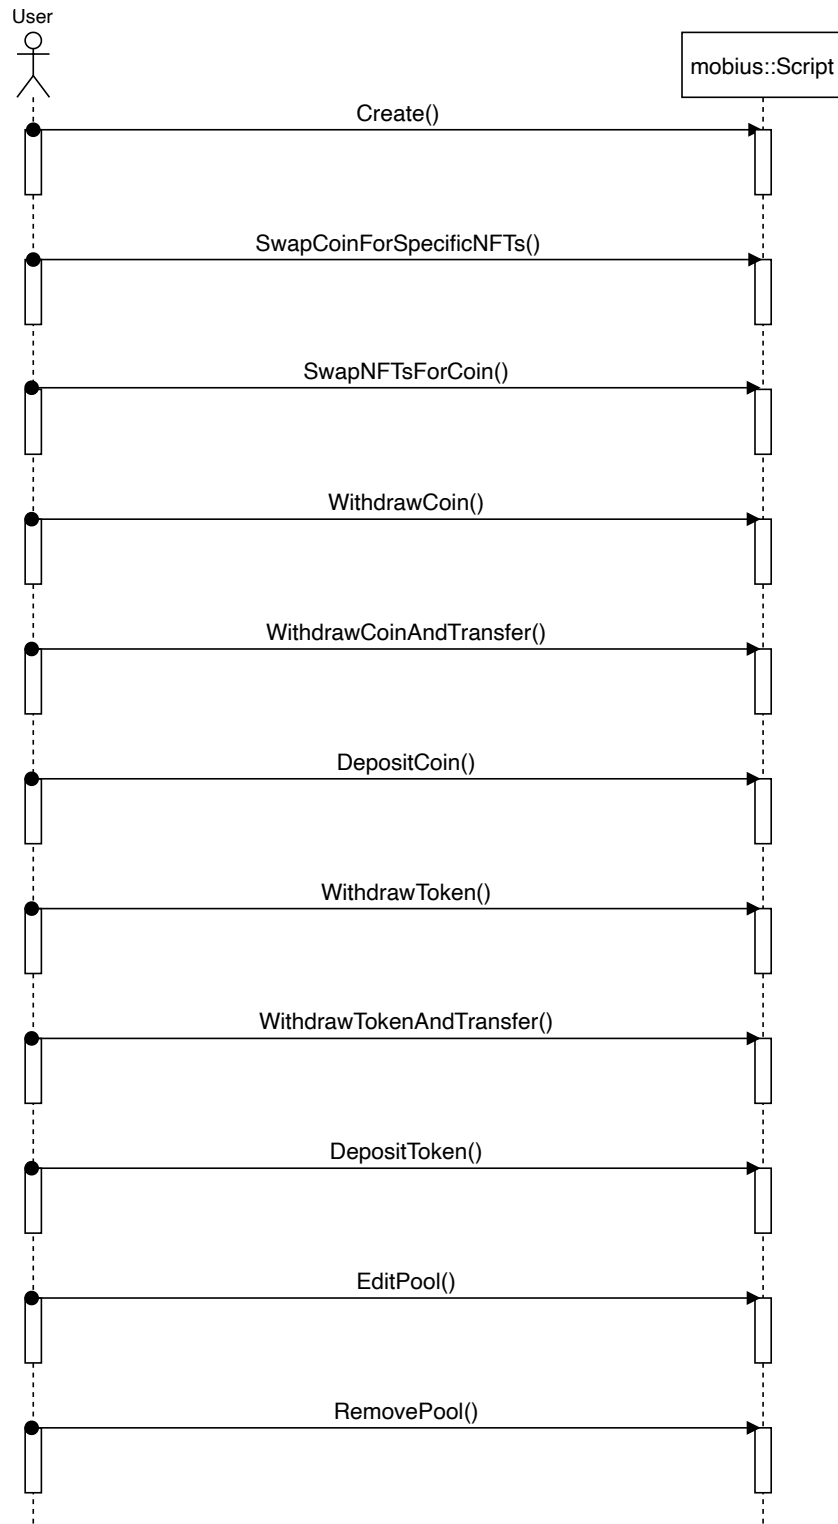 User
mobius::Script
Create()
SwapCoinForSpecificNFTs()
SwapNFTsForCoin()
WithdrawCoin()
WithdrawCoinAndTransfer()
DepositCoin()
WithdrawToken()
WithdrawTokenAndTransfer()
DepositToken()
EditPool()
RemovePool()